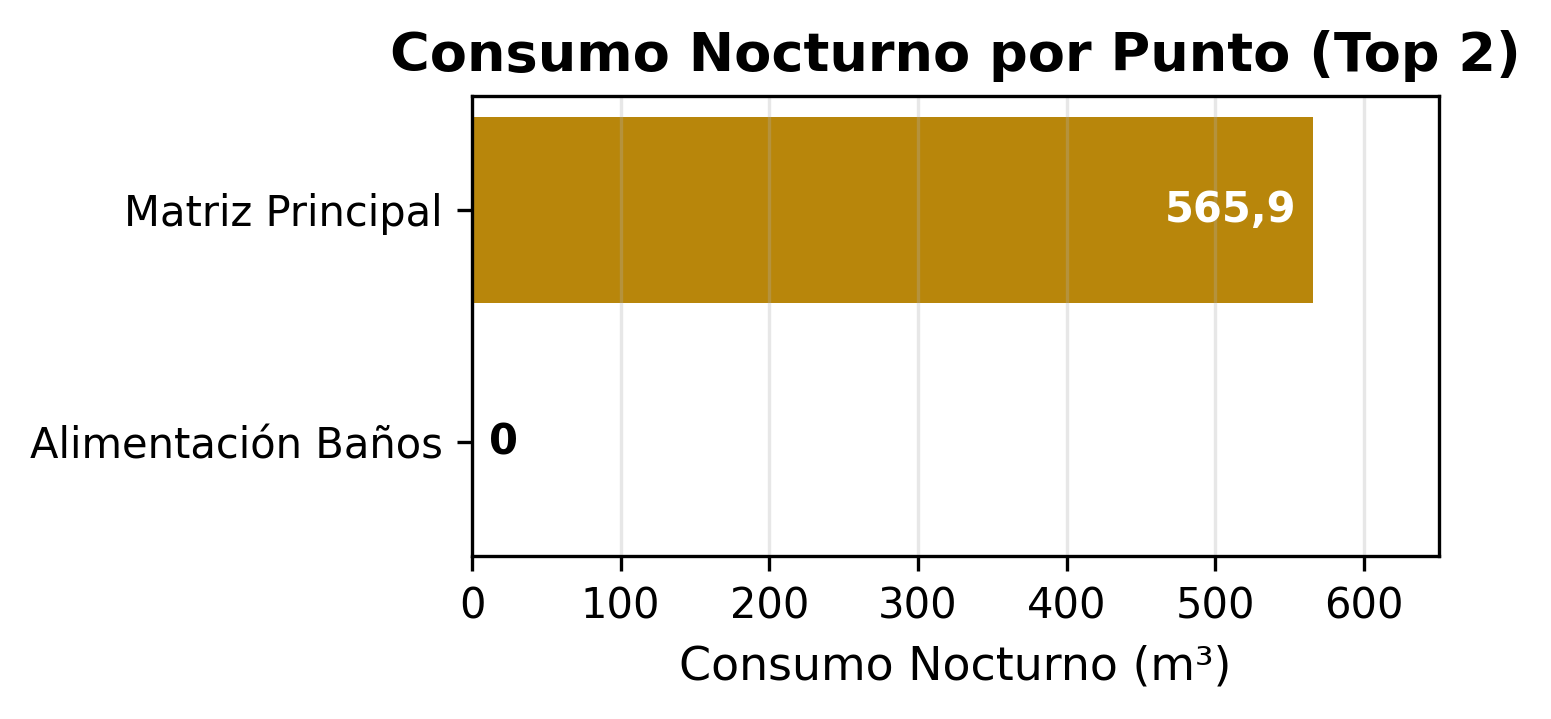 Consumo Nocturno por Punto (Top 2)
Matriz Principal
565,9
Alimentación Baños
0
0 100 200 300 400 500 600
Consumo Nocturno (m³)